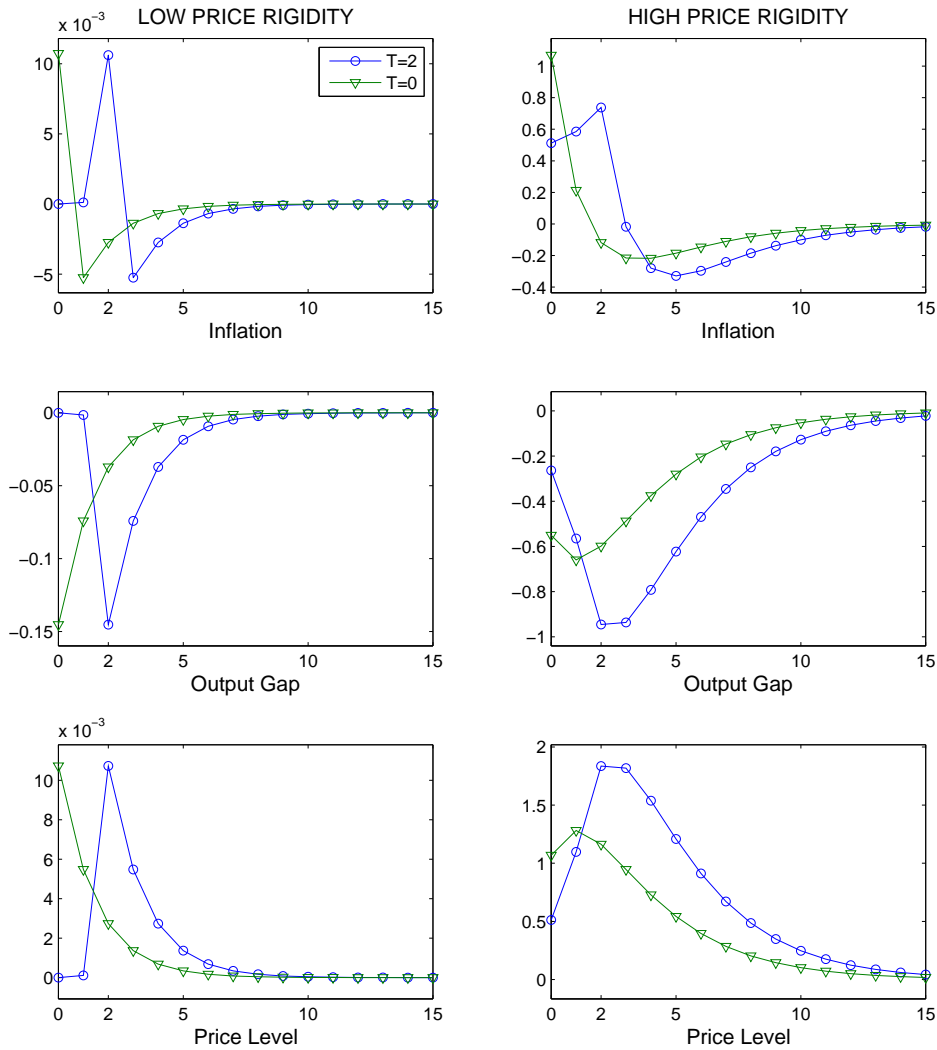 LOW PRICE RIGIDITY
HIGH PRICE RIGIDITY
x 10⁻³
10
5
0
−5
T=2
T=0
0 2 5 10 15
Inflation
1
0.8
0.6
0.4
0.2
0
−0.2
−0.4
0 2 5 10 15
Inflation
0
−0.05
−0.1
−0.15
0 2 5 10 15
Output Gap
0
−0.2
−0.4
−0.6
−0.8
−1
0 2 5 10 15
Output Gap
x 10⁻³
10
8
6
4
2
0
0 2 5 10 15
Price Level
2
1.5
1
0.5
0
0 2 5 10 15
Price Level